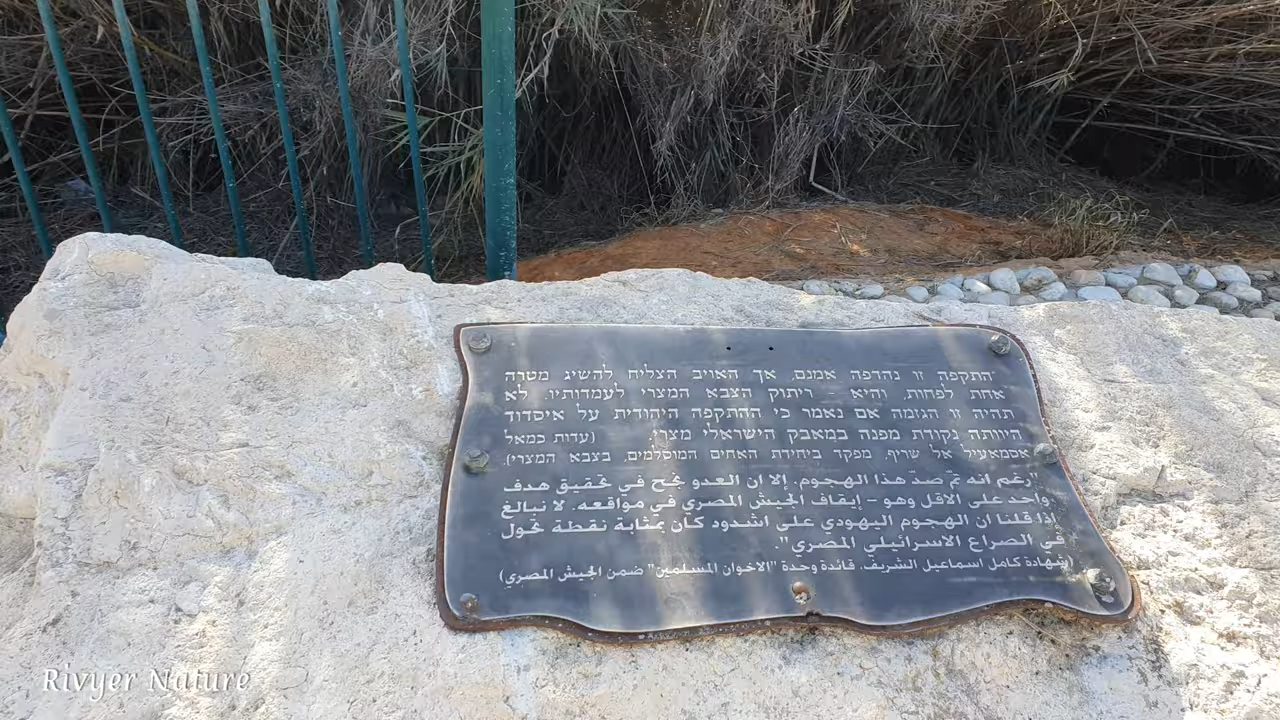 "התקפה זו נהדפה אמנם, אך האויב הצליח להשיג מטרה
אחת לפחות, והיא – ריתוק הצבא המצרי לעמדותיו. לא
תהיה זו הגזמה אם נאמר כי ההתקפה היהודית על איסדוד
היוותה נקודת מפנה במאבק הישראלי מצרי. (עדות כמאל
אסמאעיל אל שריף, מפקד ביחידת האחים המוסלמים, בצבא המצרי).
"رغم انه تمّ صدّ هذا الهجوم. إلا ان العدو نجح في تحقيق هدف
واحد على الاقل وهو - إيقاف الجيش المصري في مواقعه. لا نبالغ
إذا قلنا ان الهجوم اليهودي على اشدود كان بمثابة نقطة تحول
في الصراع الاسرائيلي المصري".
(شهادة كامل اسماعيل الشريف. قائدة وحدة "الاخوان المسلمين" ضمن الجيش المصري)
Rivyer Nature